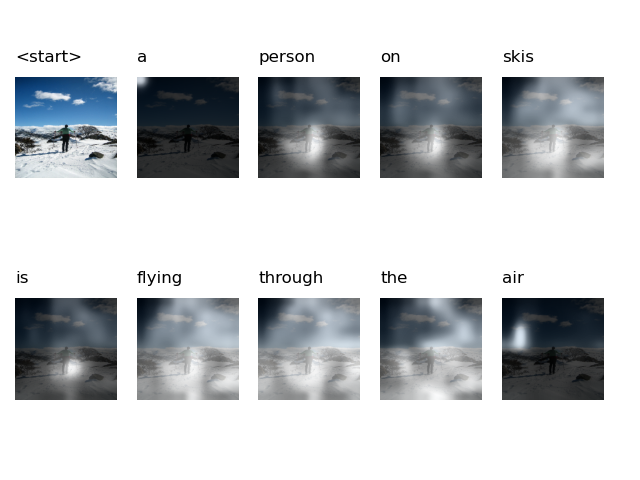 <start> a person on skis
is flying through the air